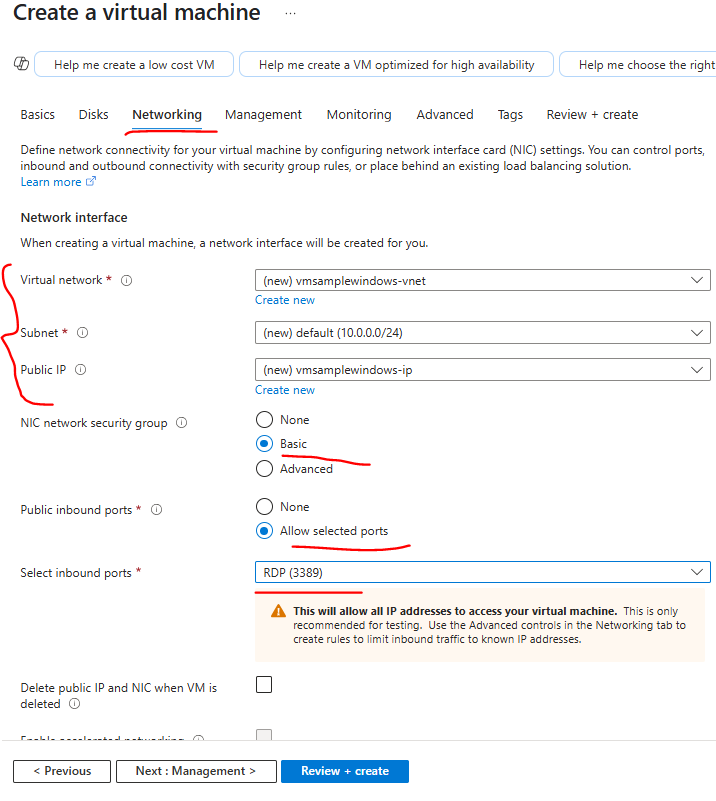 Create a virtual machine ...
Help me create a low cost VM
Help me create a VM optimized for high availability
Help me choose the right
Basics Disks Networking Management Monitoring Advanced Tags Review + create
Define network connectivity for your virtual machine by configuring network interface card (NIC) settings. You can control ports,
inbound and outbound connectivity with security group rules, or place behind an existing load balancing solution.
Learn more
Network interface
When creating a virtual machine, a network interface will be created for you.
Virtual network *
(new) vmsamplewindows-vnet
Create new
Subnet *
(new) default (10.0.0.0/24)
Public IP
(new) vmsamplewindows-ip
Create new
NIC network security group
None
Basic
Advanced
Public inbound ports *
None
Allow selected ports
Select inbound ports *
RDP (3389)
This will allow all IP addresses to access your virtual machine. This is only
recommended for testing. Use the Advanced controls in the Networking tab to
create rules to limit inbound traffic to known IP addresses.
Delete public IP and NIC when VM is
deleted
Enable accelerated networking
< Previous
Next : Management >
Review + create